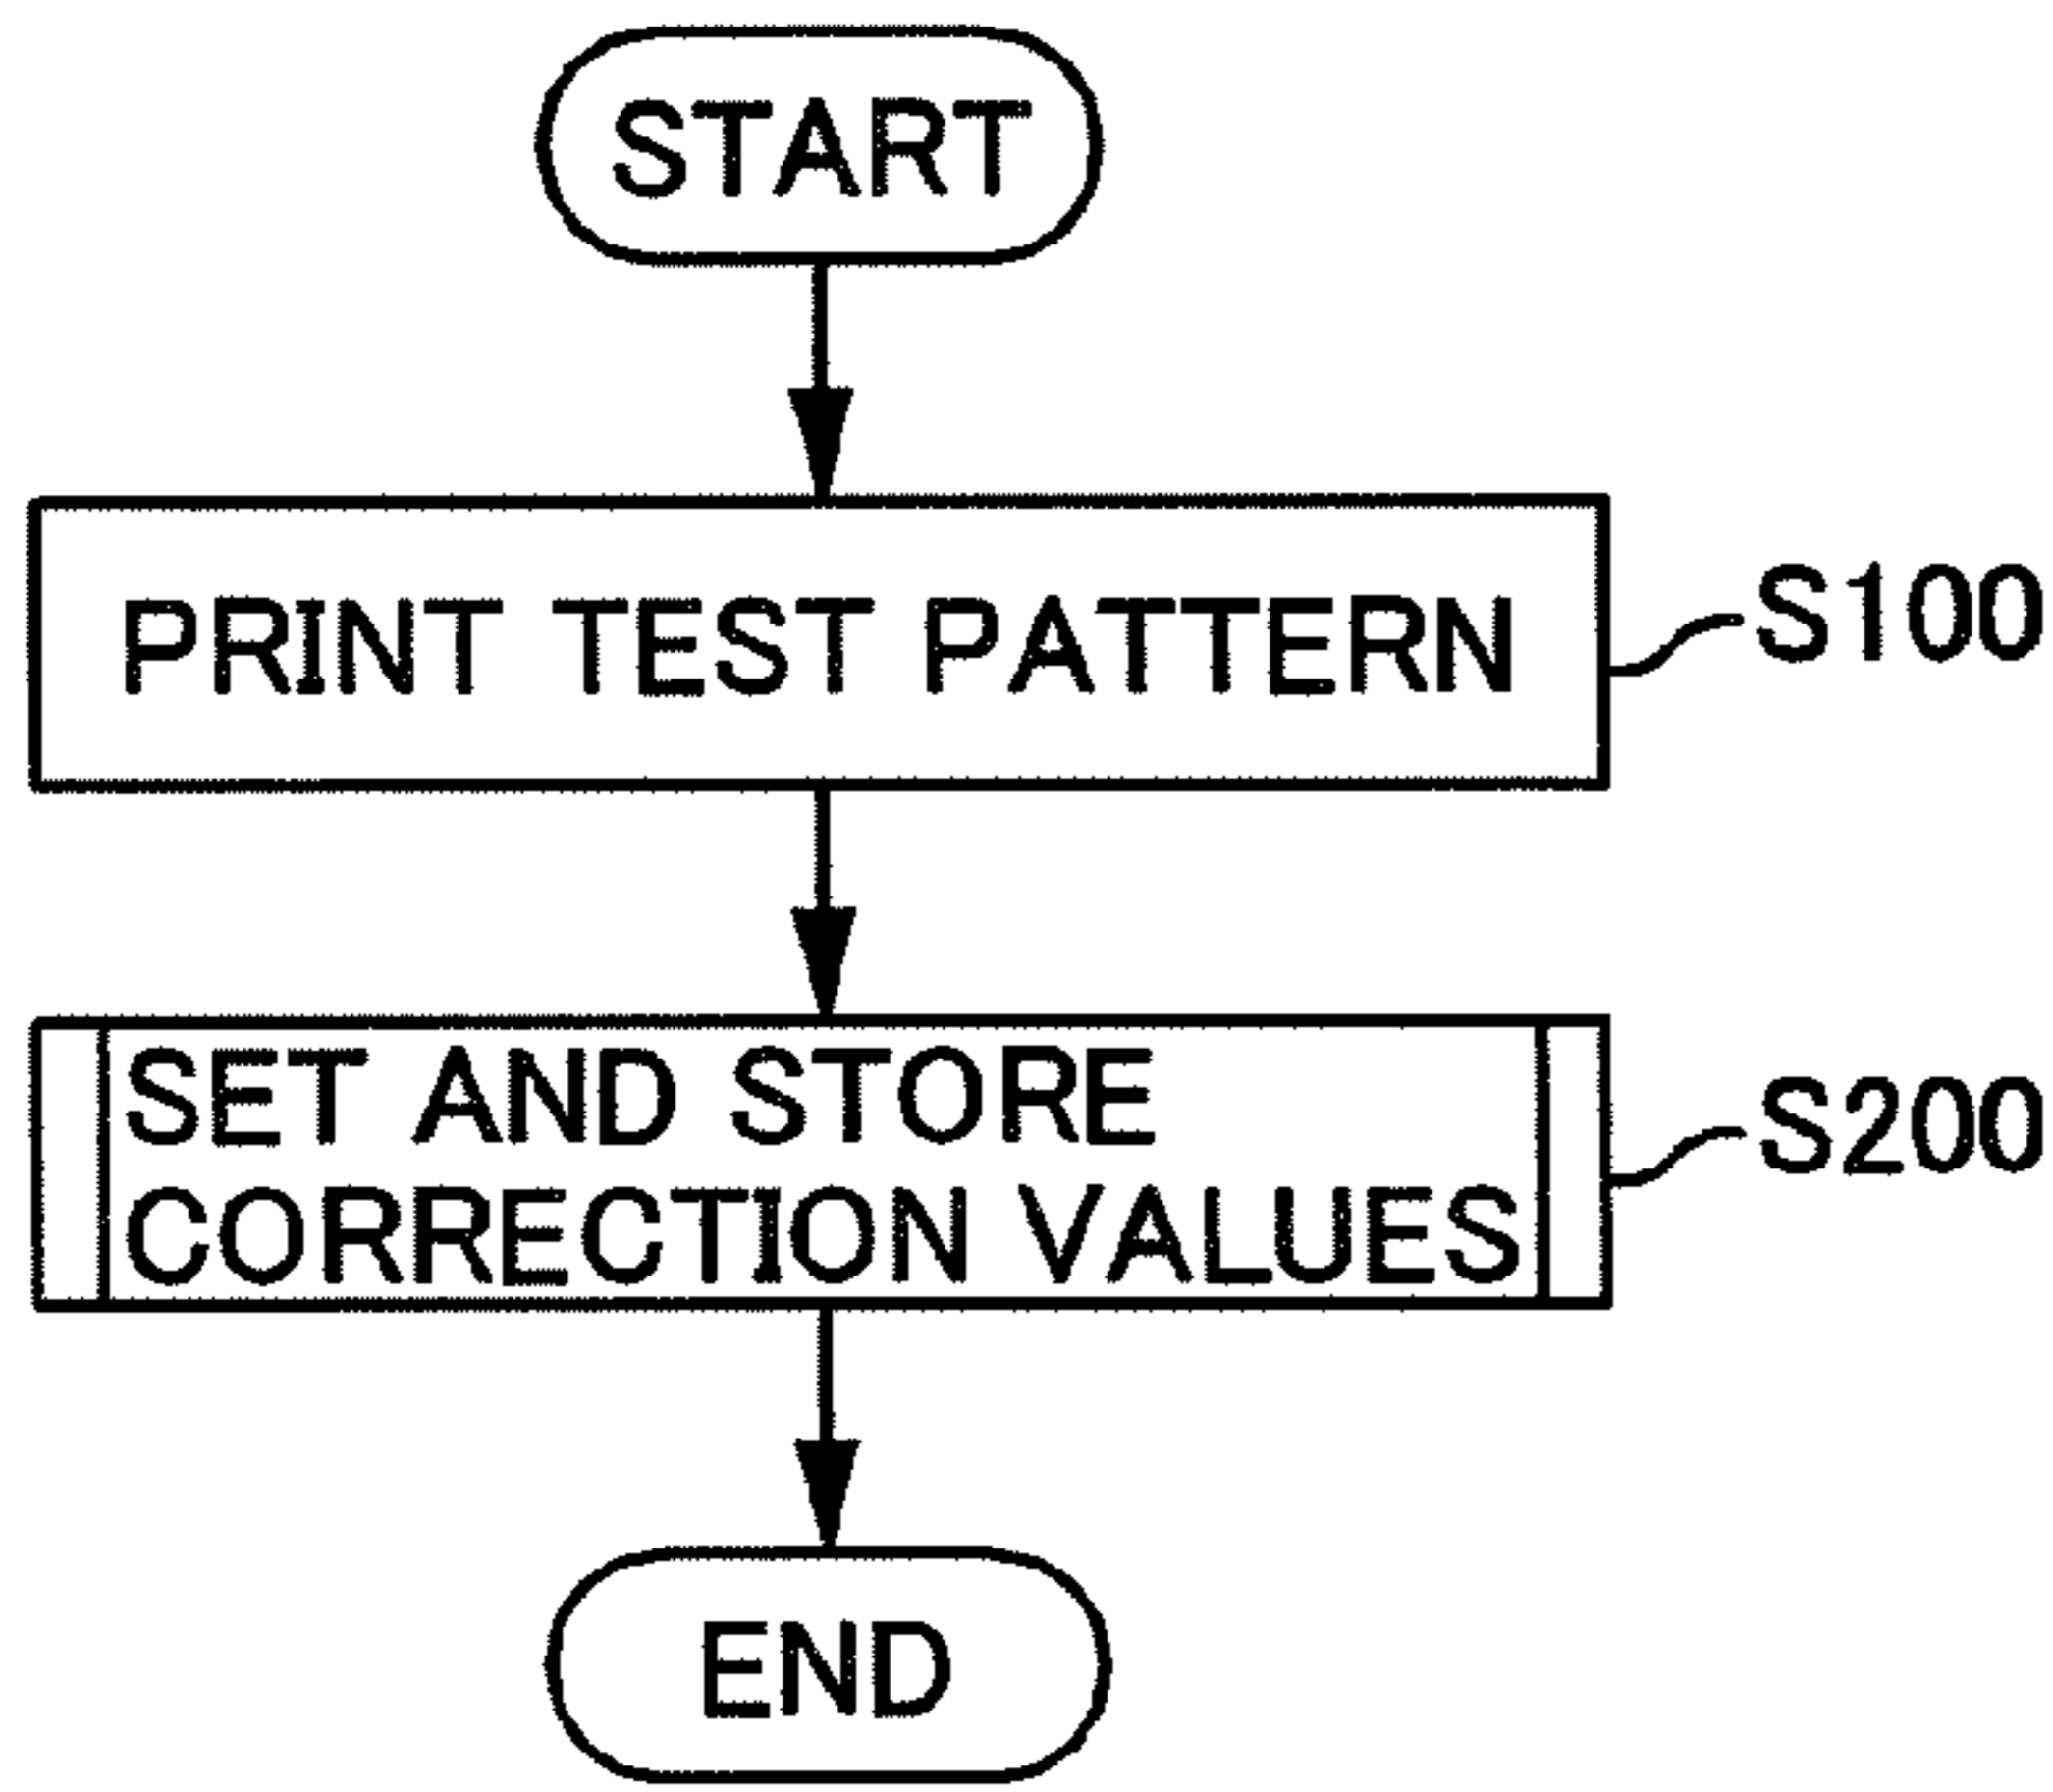 START
PRINT TEST PATTERN
S100
SET AND STORE
CORRECTION VALUES
S200
END